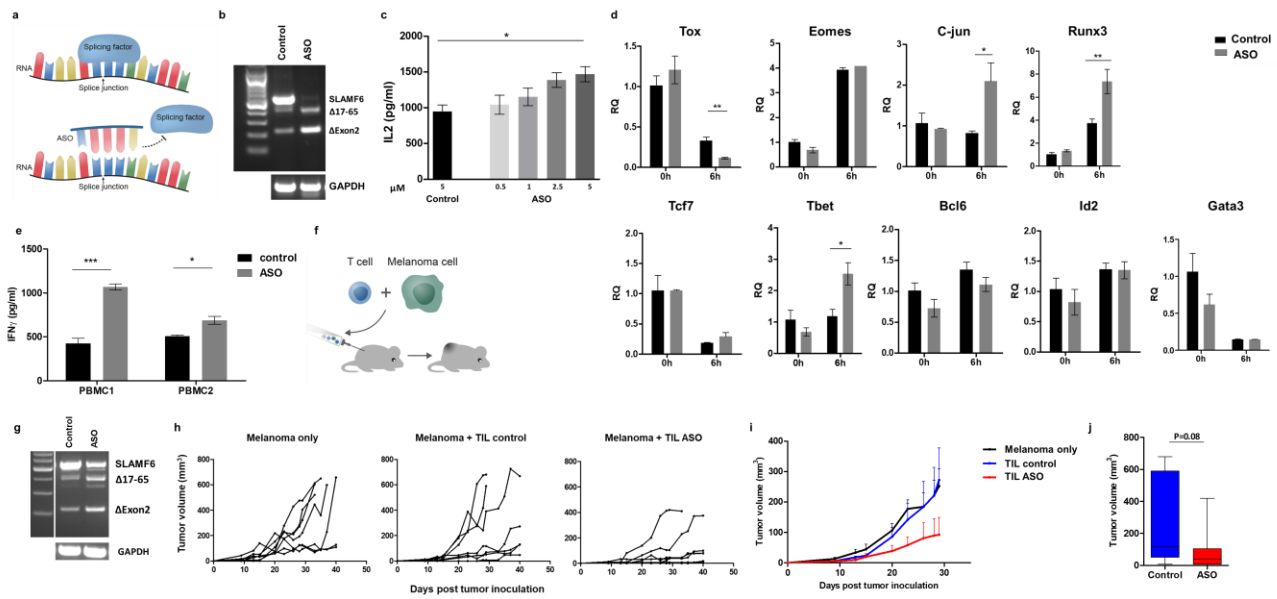 a
Splicing factor
RNA
Splice junction
Splicing factor
ASO
RNA
Splice junction
b
Control
ASO
SLAMF6
Δ17-65
ΔExon2
GAPDH
c
*
2000
1500
1000
500
0
IL2 (pg/ml)
μM
5
0.5
1
2.5
5
Control
ASO
d
Control
ASO
Tox
RQ
1.5
1.0
0.5
0.0
**
0h
6h
Eomes
RQ
5
4
3
2
1
0
0h
6h
C-jun
RQ
3
2
1
0
*
0h
6h
Runx3
RQ
10
8
6
4
2
0
**
0h
6h
Tcf7
RQ
2.0
1.5
1.0
0.5
0.0
0h
6h
Tbet
RQ
4
3
2
1
0
*
0h
6h
Bcl6
RQ
2.0
1.5
1.0
0.5
0.0
0h
6h
Id2
RQ
2.0
1.5
1.0
0.5
0.0
0h
6h
Gata3
RQ
1.5
1.0
0.5
0.0
0h
6h
e
control
ASO
IFNγ (pg/ml)
1500
1000
500
0
***
*
PBMC1
PBMC2
f
T cell
Melanoma cell
+
g
Control
ASO
SLAMF6
Δ17-65
ΔExon2
GAPDH
h
Melanoma only
Tumor volume (mm³)
800
600
400
200
0
0
10
20
30
40
50
Melanoma + TIL control
800
600
400
200
0
0
10
20
30
40
50
Days post tumor inoculation
Melanoma + TIL ASO
800
600
400
200
0
0
10
20
30
40
50
i
Melanoma only
TIL control
TIL ASO
Tumor volume (mm³)
400
300
200
100
0
0
10
20
30
Days post tumor inoculation
j
P=0.08
Tumor volume (mm³)
800
600
400
200
0
Control
ASO